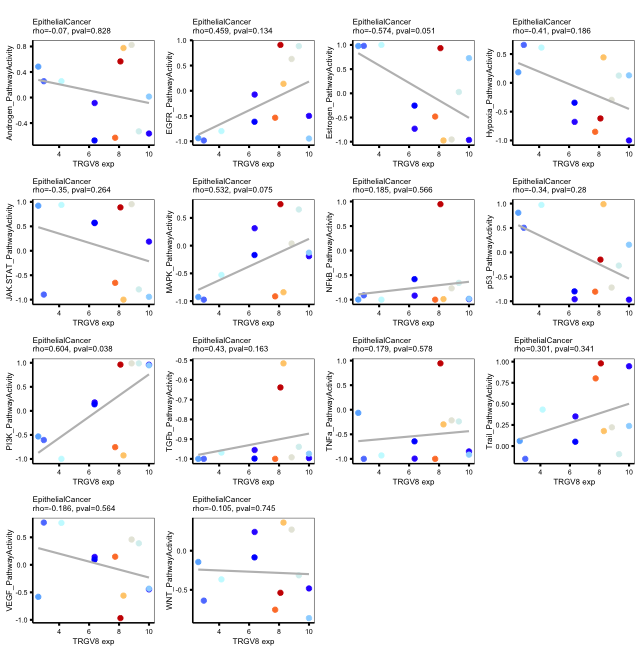 EpithelialCancer
rho=-0.07, pval=0.828
Androgen_PathwayActivity
0.8
0.4
0.0
-0.4
4
6
8
10
TRGV8 exp
EpithelialCancer
rho=0.459, pval=0.134
EGFR_PathwayActivity
1.0
0.5
0.0
-0.5
-1.0
4
6
8
10
TRGV8 exp
EpithelialCancer
rho=-0.574, pval=0.051
Estrogen_PathwayActivity
1.0
0.5
0.0
-0.5
-1.0
4
6
8
10
TRGV8 exp
EpithelialCancer
rho=-0.41, pval=0.186
Hypoxia_PathwayActivity
0.5
0.0
-0.5
-1.0
4
6
8
10
TRGV8 exp
EpithelialCancer
rho=-0.35, pval=0.264
JAK-STAT_PathwayActivity
1.0
0.5
0.0
-0.5
-1.0
4
6
8
10
TRGV8 exp
EpithelialCancer
rho=0.532, pval=0.075
MAPK_PathwayActivity
0.5
0.0
-0.5
-1.0
4
6
8
10
TRGV8 exp
EpithelialCancer
rho=0.185, pval=0.566
NFkB_PathwayActivity
1.0
0.5
0.0
-0.5
-1.0
4
6
8
10
TRGV8 exp
EpithelialCancer
rho=-0.34, pval=0.28
p53_PathwayActivity
1.0
0.5
0.0
-0.5
-1.0
4
6
8
10
TRGV8 exp
EpithelialCancer
rho=0.604, pval=0.038
PI3K_PathwayActivity
1.0
0.5
0.0
-0.5
-1.0
4
6
8
10
TRGV8 exp
EpithelialCancer
rho=0.43, pval=0.163
TGFb_PathwayActivity
-0.5
-0.6
-0.7
-0.8
-0.9
-1.0
4
6
8
10
TRGV8 exp
EpithelialCancer
rho=0.179, pval=0.578
TNFa_PathwayActivity
1.0
0.5
0.0
-0.5
-1.0
4
6
8
10
TRGV8 exp
EpithelialCancer
rho=0.301, pval=0.341
Trail_PathwayActivity
1.00
0.75
0.50
0.25
0.00
4
6
8
10
TRGV8 exp
EpithelialCancer
rho=-0.186, pval=0.564
VEGF_PathwayActivity
0.5
0.0
-0.5
-1.0
4
6
8
10
TRGV8 exp
EpithelialCancer
rho=-0.105, pval=0.745
WNT_PathwayActivity
0.0
-0.5
4
6
8
10
TRGV8 exp